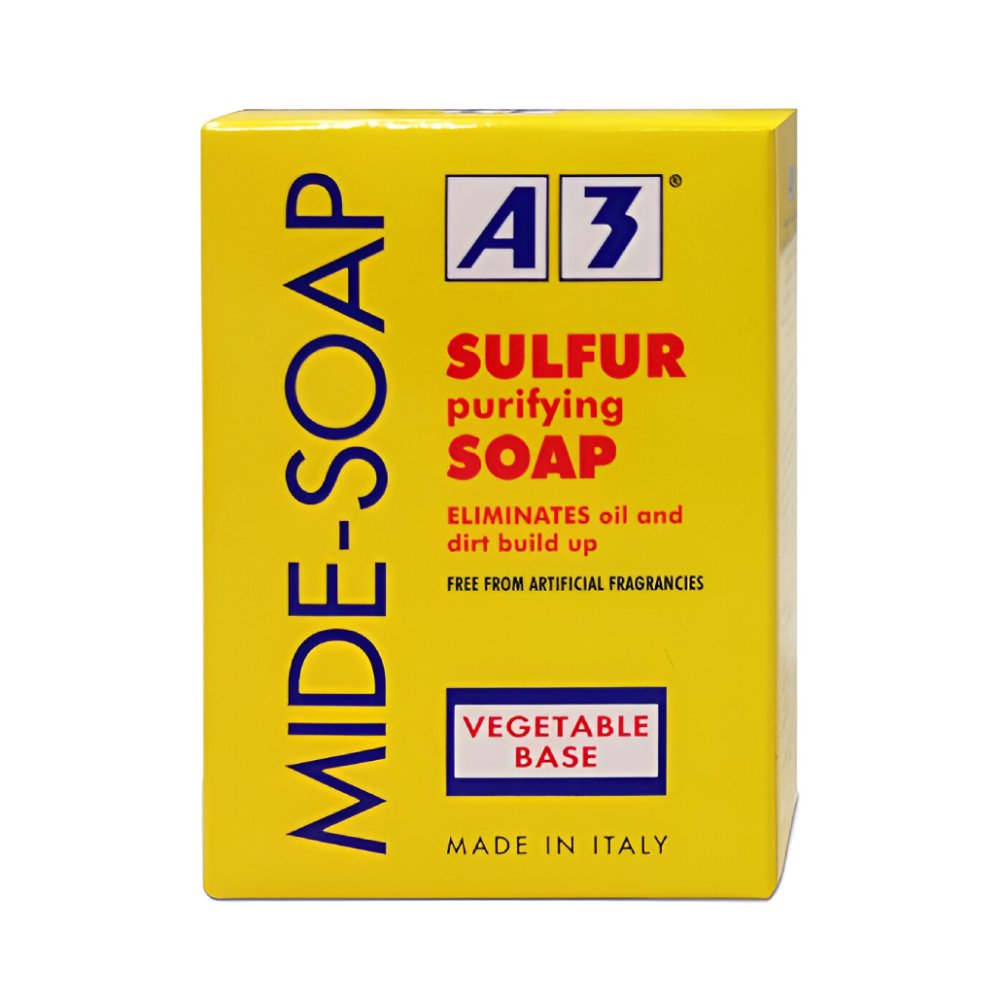 MIDE-SOAP
A3®
SULFUR
purifying
SOAP
ELIMINATES oil and
dirt build up
FREE FROM ARTIFICIAL FRAGRANCIES
VEGETABLE
BASE
MADE IN ITALY